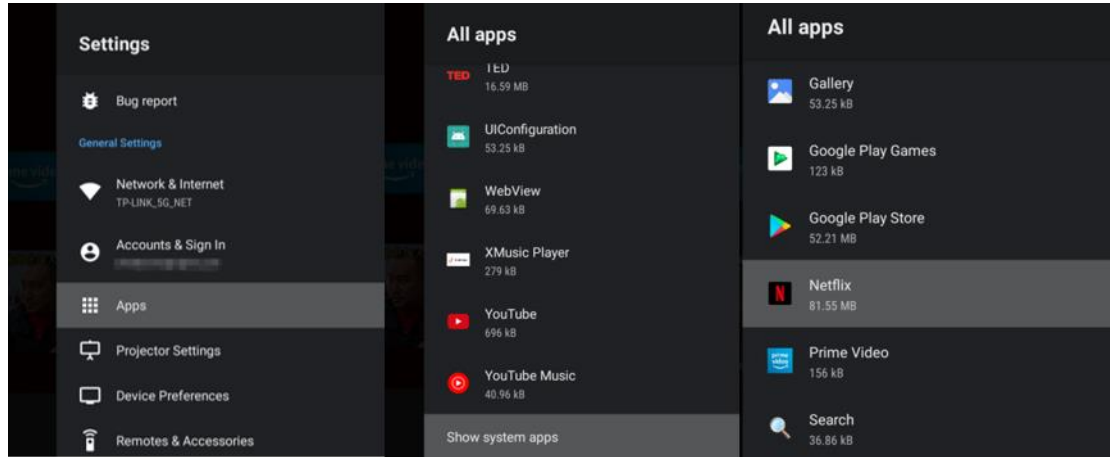 Settings
Bug report
General Settings
Network & Internet
TP-LINK_5G_NET
Accounts & Sign In
Apps
Projector Settings
Device Preferences
Remotes & Accessories
All apps
TED
TED
16.59 MB
UIConfiguration
53.25 kB
WebView
69.63 kB
XMusic Player
279 kB
YouTube
696 kB
YouTube Music
40.96 kB
Show system apps
All apps
Gallery
53.25 kB
Google Play Games
123 kB
Google Play Store
52.21 MB
N
Netflix
81.55 MB
prime video
Prime Video
156 kB
Search
36.86 kB